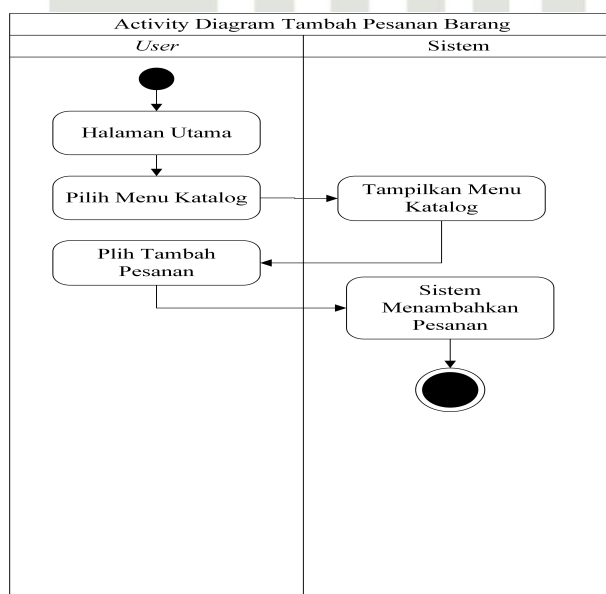 Activity Diagram Tambah Pesanan Barang
User
Sistem
Halaman Utama
Pilih Menu Katalog
Tampilkan Menu
Katalog
Plih Tambah
Pesanan
Sistem
Menambahkan
Pesanan